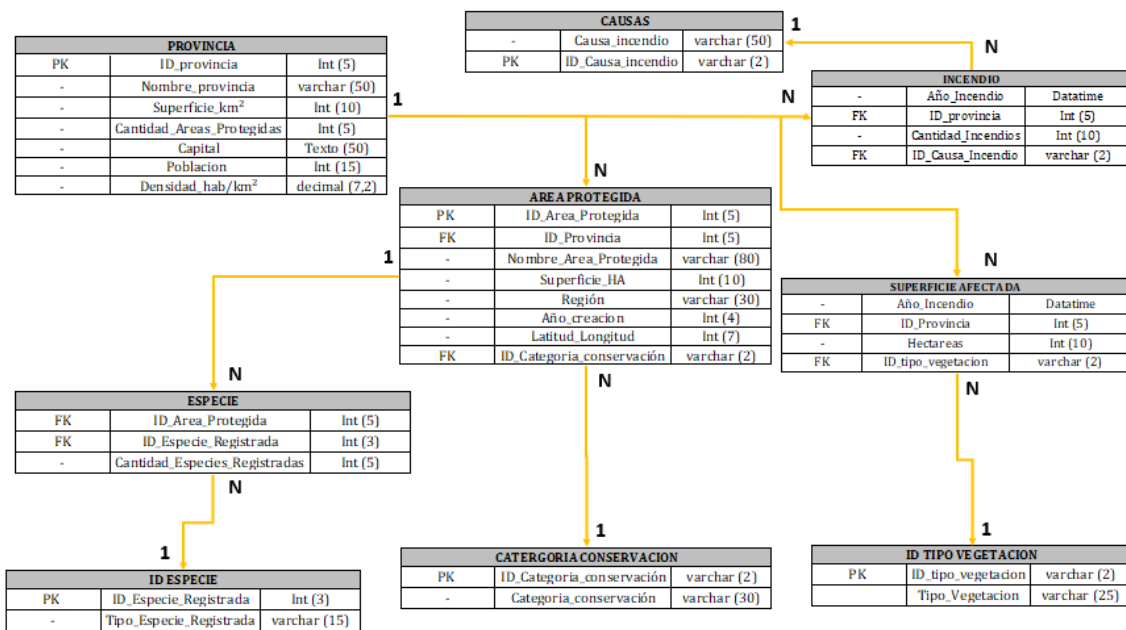 CAUSAS
- Causa_incendio varchar (50)
PK ID_Causa_incendio varchar (2)
1
N
PROVINCIA
PK ID_provincia Int (5)
- Nombre_provincia varchar (50)
- Superficie_km² Int (10)
- Cantidad_Areas_Protegidas Int (5)
- Capital Texto (50)
- Poblacion Int (15)
- Densidad_hab/km² decimal (7,2)
1
N
INCENDIO
- Año_Incendio Datatime
FK ID_provincia Int (5)
- Cantidad_Incendios Int (10)
FK ID_Causa_Incendio varchar (2)
N
AREA PROTEGIDA
PK ID_Area_Protegida Int (5)
FK ID_Provincia Int (5)
- Nombre_Area_Protegida varchar (80)
- Superficie_HA Int (10)
- Región varchar (30)
- Año_creacion Int (4)
- Latitud_Longitud Int (7)
FK ID_Categoria_conservación varchar (2)
1
N
N
SUPERFICIE AFECTADA
- Año_Incendio Datatime
FK ID_Provincia Int (5)
- Hectareas Int (10)
FK ID_tipo_vegetacion varchar (2)
N
N
ESPECIE
FK ID_Area_Protegida Int (5)
FK ID_Especie_Registrada Int (3)
- Cantidad_Especies_Registradas Int (5)
N
1
1
1
ID ESPECIE
PK ID_Especie_Registrada Int (3)
- Tipo_Especie_Registrada varchar (15)
CATERGORIA CONSERVACION
PK ID_Categoria_conservación varchar (2)
- Categoria_conservación varchar (30)
ID TIPO VEGETACION
PK ID_tipo_vegetacion varchar (2)
Tipo_Vegetacion varchar (25)